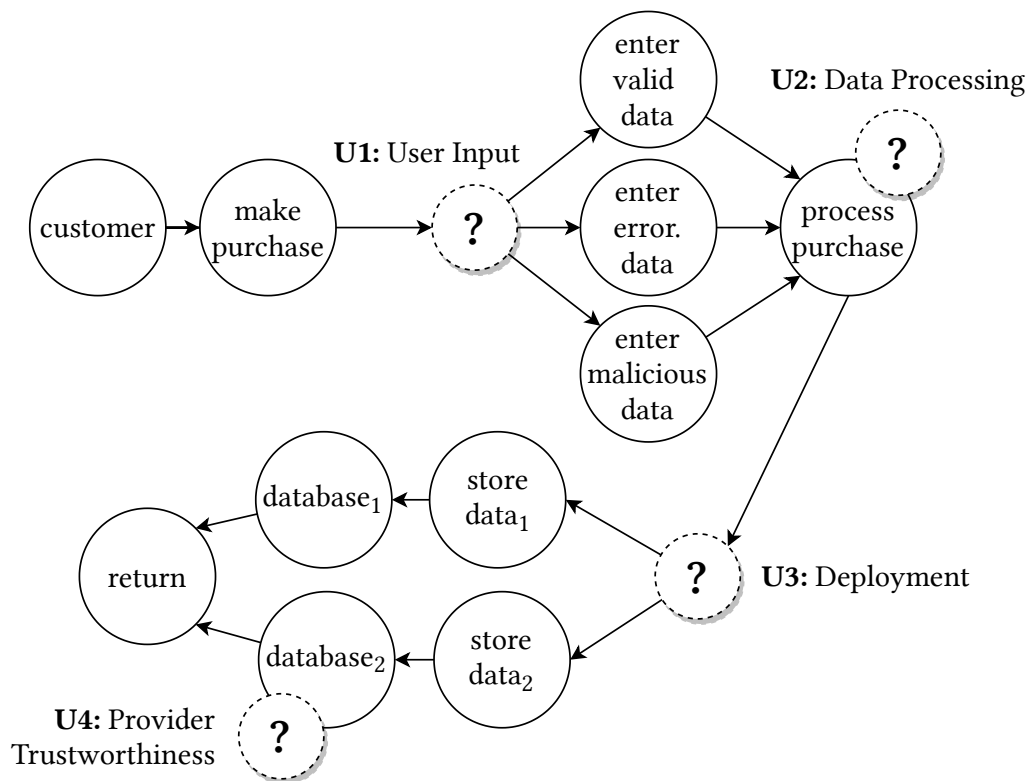 enter
valid
data
U2: Data Processing
?
U1: User Input
customer
make
purchase
?
enter
error.
data
process
purchase
enter
malicious
data
database₁
store
data₁
return
?
U3: Deployment
database₂
store
data₂
U4: Provider
Trustworthiness
?